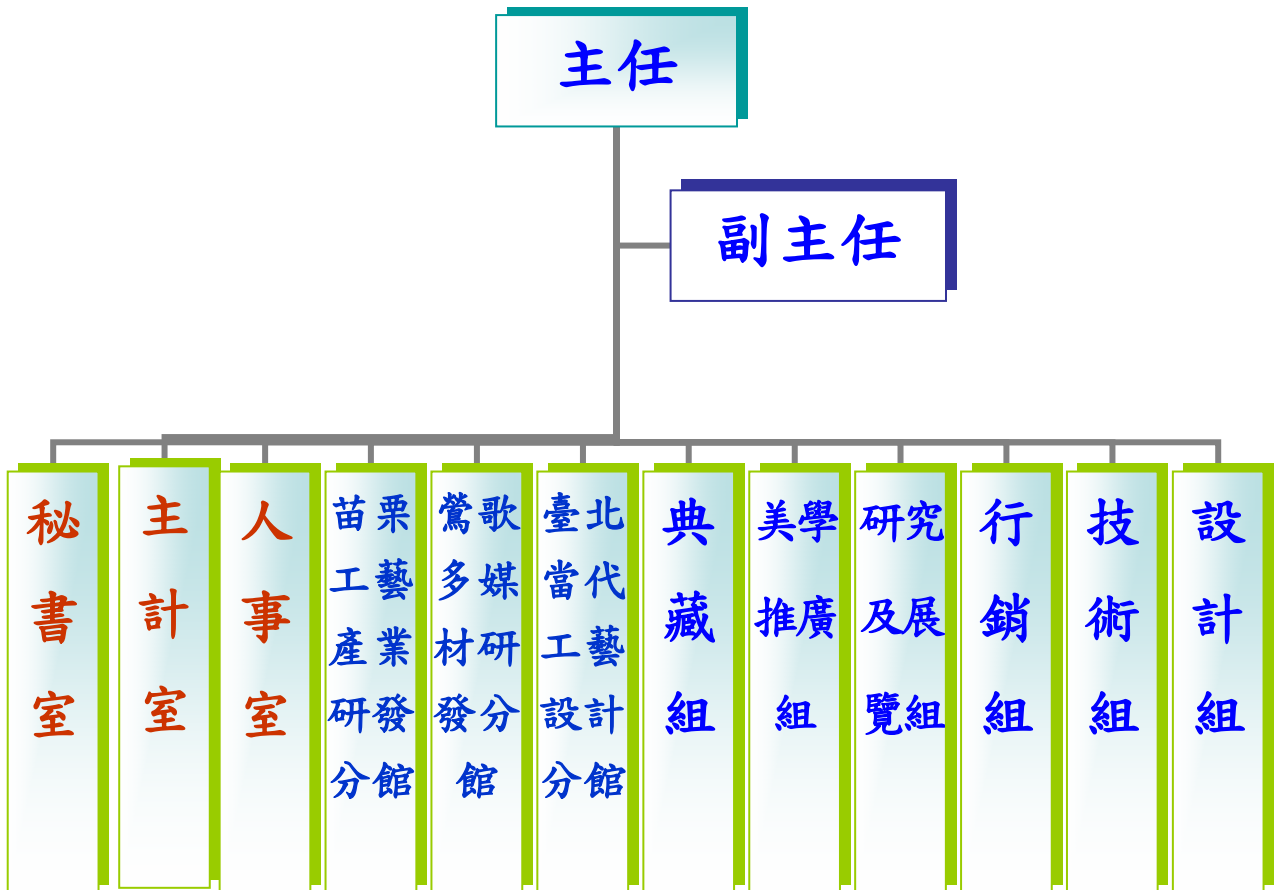 主任
副主任
秘書室
主計室
人事室
苗栗
工藝
產業
研發
分館
鶯歌
多媒
材研
發分
館
臺北
當代
工藝
設計
分館
典藏組
美學
推廣
組
研究
及展
覽組
行銷組
技術組
設計組